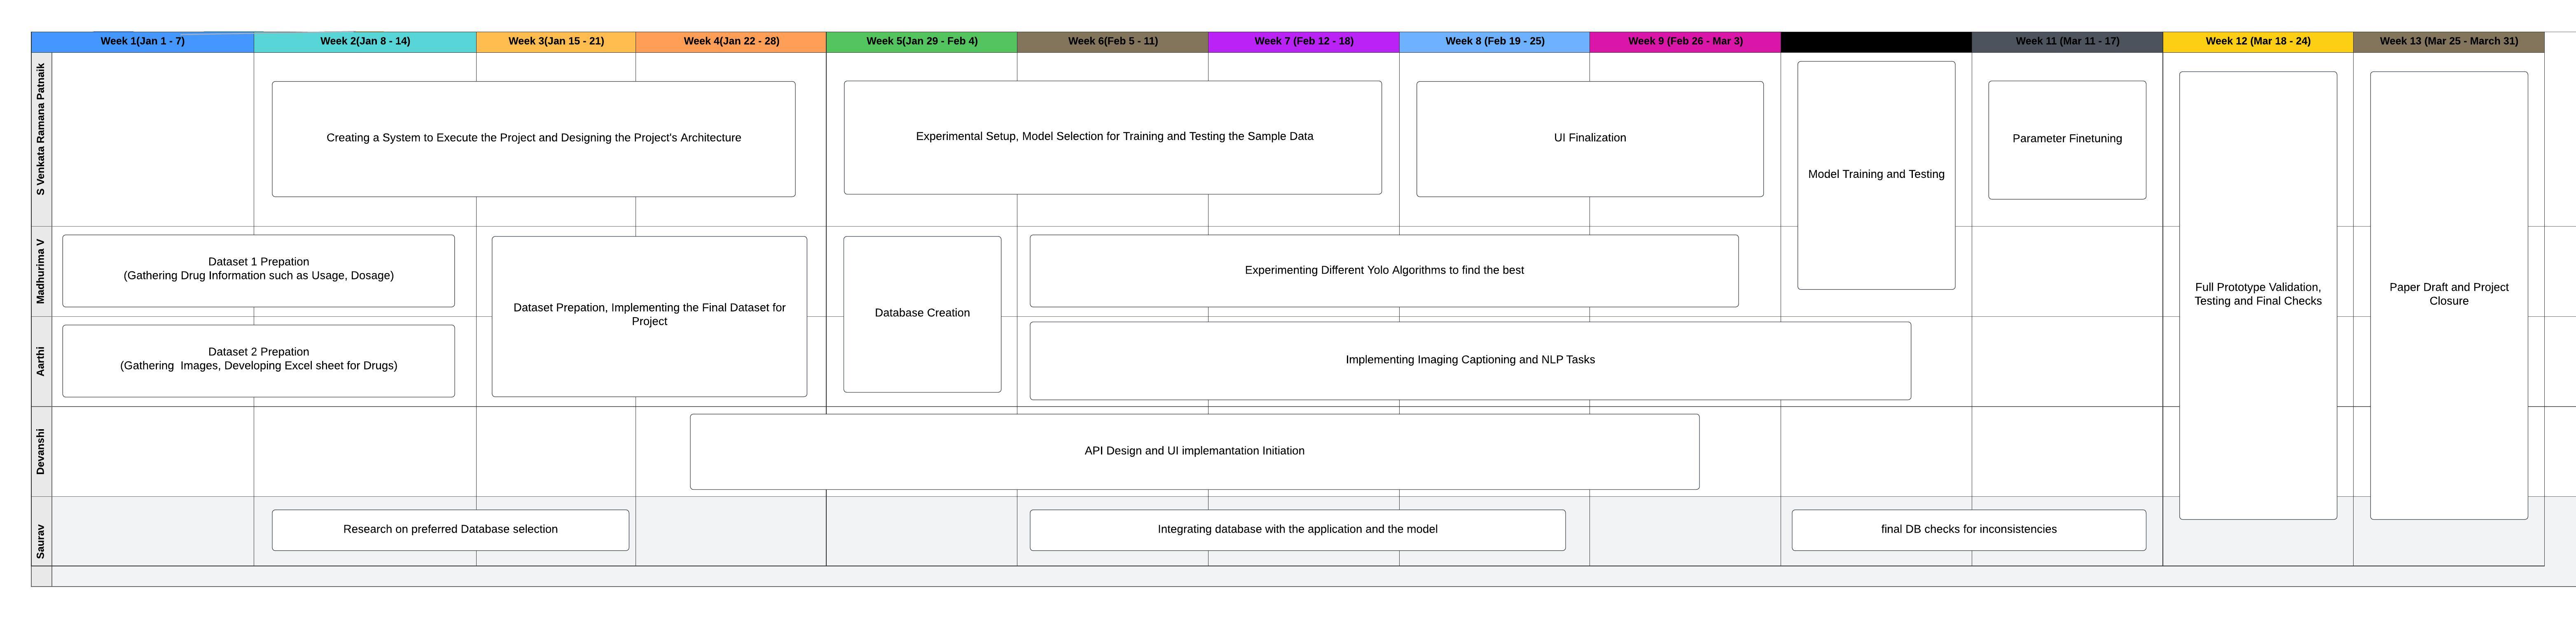 Week 1(Jan 1 - 7)
Week 2(Jan 8 - 14)
Week 3(Jan 15 - 21)
Week 4(Jan 22 - 28)
Week 5(Jan 29 - Feb 4)
Week 6(Feb 5 - 11)
Week 7 (Feb 12 - 18)
Week 8 (Feb 19 - 25)
Week 9 (Feb 26 - Mar 3)
Week 11 (Mar 11 - 17)
Week 12 (Mar 18 - 24)
Week 13 (Mar 25 - March 31)
S Venkata Ramana Patnaik
Creating a System to Execute the Project and Designing the Project's Architecture
Experimental Setup, Model Selection for Training and Testing the Sample Data
UI Finalization
Model Training and Testing
Parameter Finetuning
Madhurima V
Dataset 1 Prepation
(Gathering Drug Information such as Usage, Dosage)
Dataset Prepation, Implementing the Final Dataset for
Project
Database Creation
Experimenting Different Yolo Algorithms to find the best
Full Prototype Validation,
Testing and Final Checks
Paper Draft and Project
Closure
Aarthi
Dataset 2 Prepation
(Gathering  Images, Developing Excel sheet for Drugs)
Implementing Imaging Captioning and NLP Tasks
Devanshi
API Design and UI implemantation Initiation
Saurav
Research on preferred Database selection
Integrating database with the application and the model
final DB checks for inconsistencies